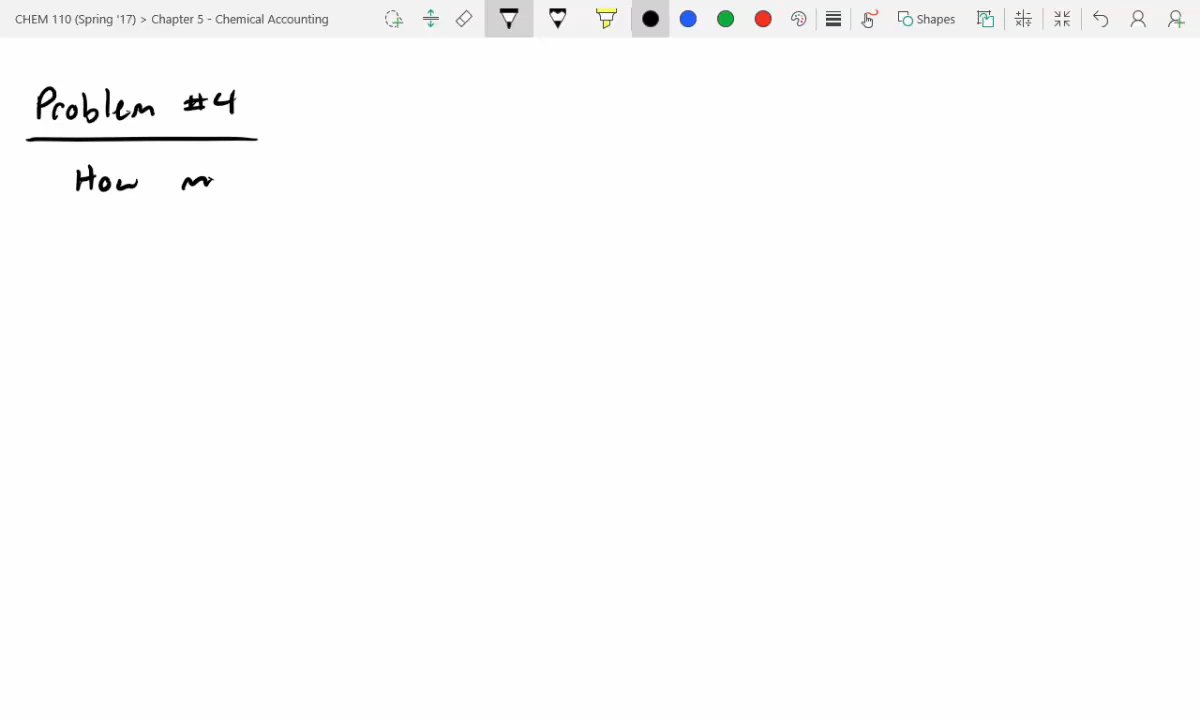 CHEM 110 (Spring '17) > Chapter 5 - Chemical Accounting Shapes
Problem #4
How